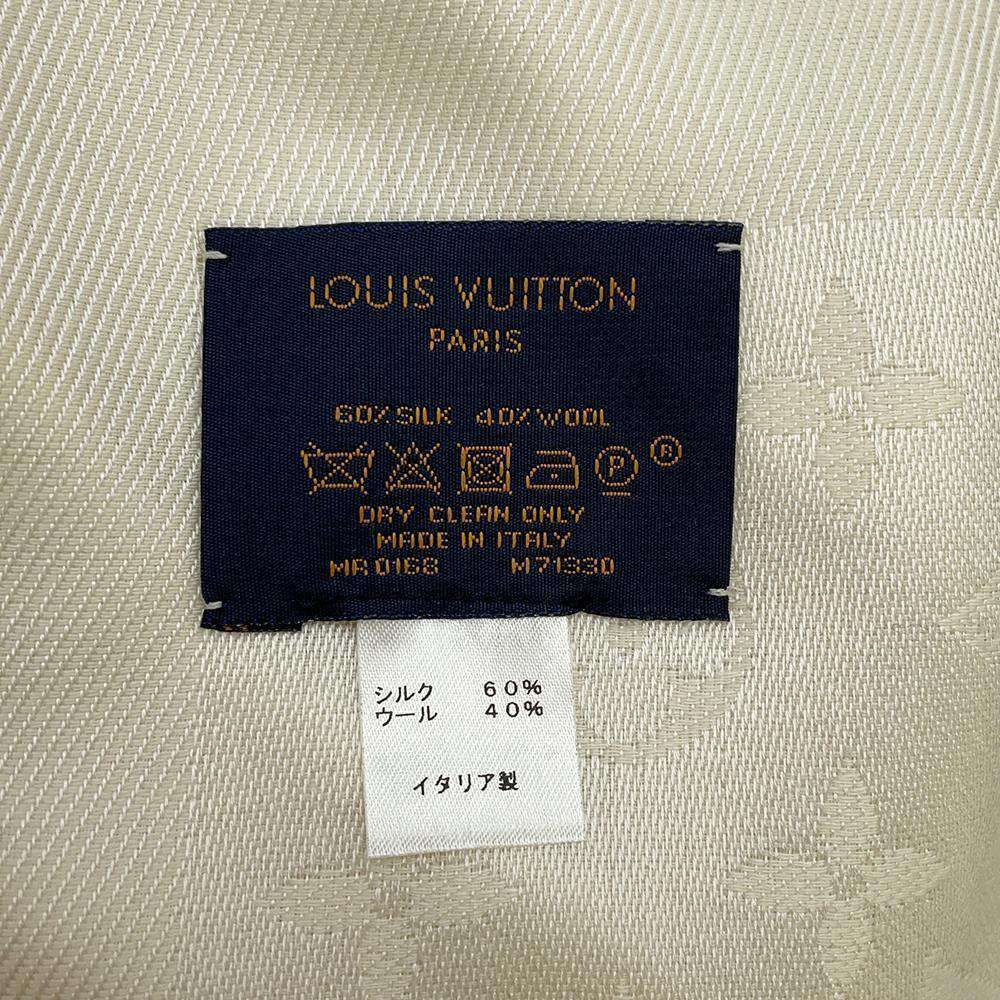 LOUIS VUITTON
PARIS
60% SILK 40% WOOL
P ®
DRY CLEAN ONLY
MADE IN ITALY
MR0168 M71330
シルク 60%
ウール 40%
イタリア製